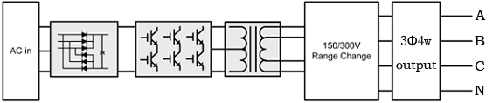 AC in
150/300V
Range Change
3Φ4w
output
A
B
C
N